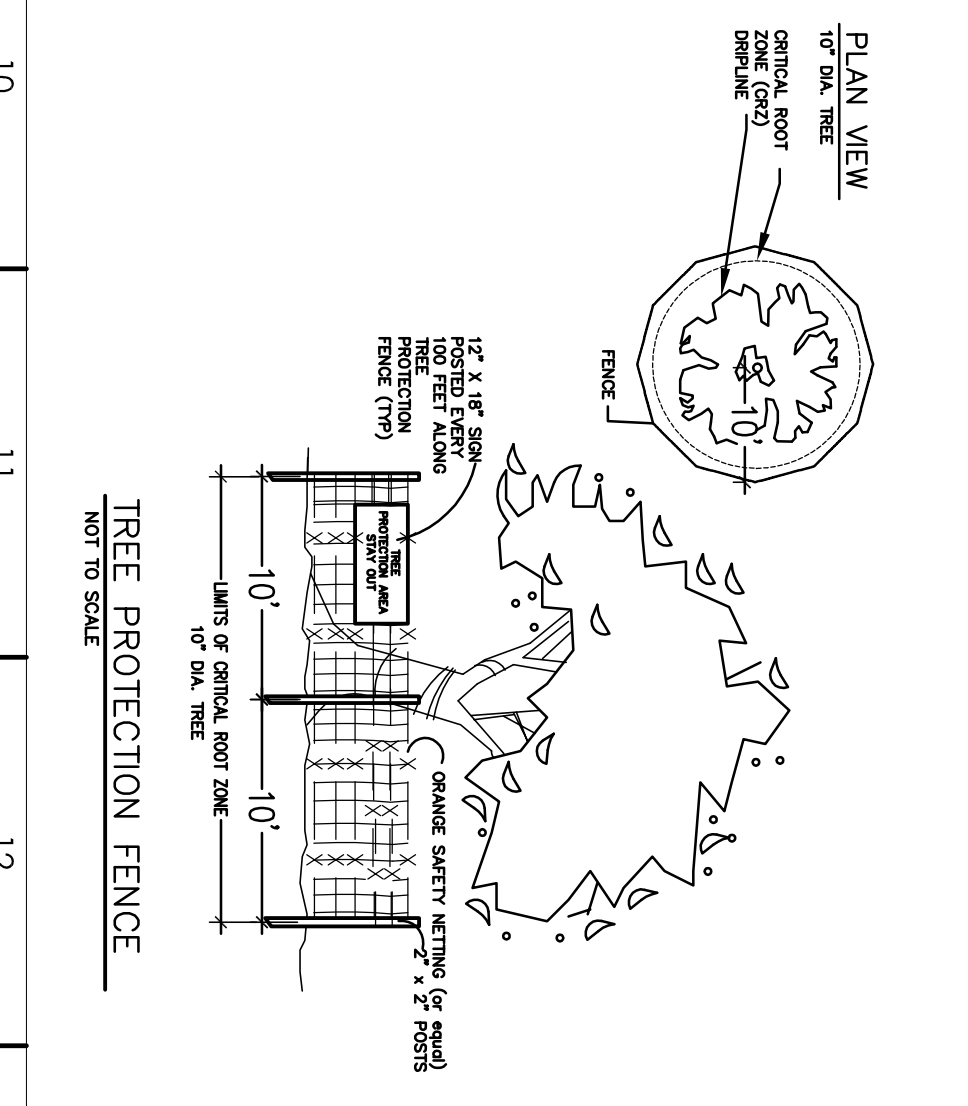 PLAN VIEW
10" DIA. TREE
CRITICAL ROOT
ZONE (CRZ)
DRIPLINE
10'
FENCE
12" X 18" SIGN
POSTED EVERY
100 FEET ALONG
TREE
PROTECTION
FENCE (TYP)
TREE
PROTECTION AREA
STAY OUT
ORANGE SAFETY NETTING (or equal)
2" x 2" POSTS
10'
10'
LIMITS OF CRITICAL ROOT ZONE
10" DIA. TREE
TREE PROTECTION FENCE
NOT TO SCALE
10
11
12